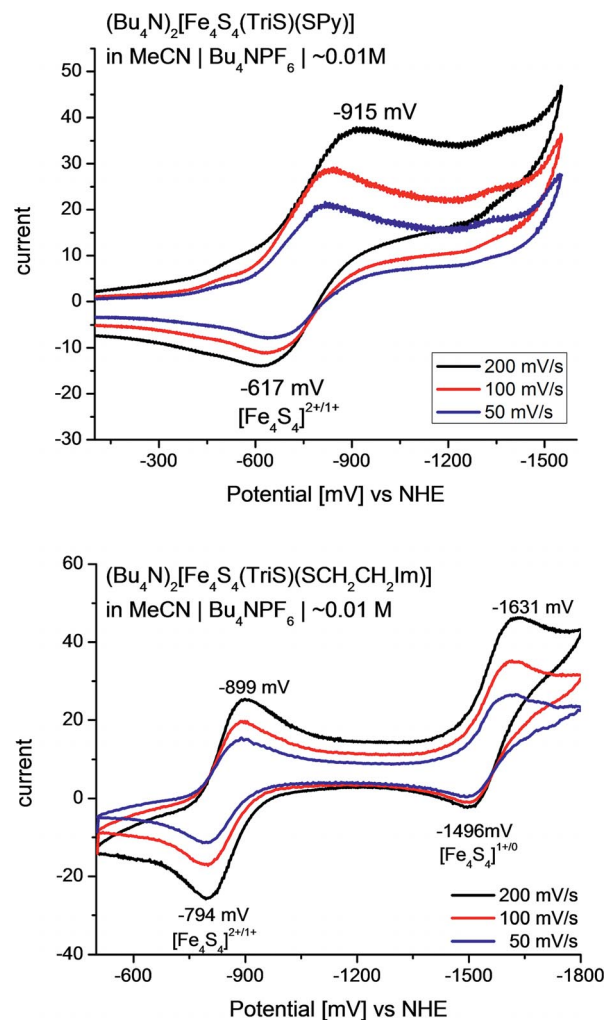 (Bu₄N)₂[Fe₄S₄(TriS)(SPy)]
in MeCN | Bu₄NPF₆ | ~0.01M
50
40
30
20
10
0
-10
-20
-30
current
-915 mV
-617 mV
[Fe₄S₄]²⁺/¹⁺
200 mV/s
100 mV/s
50 mV/s
-300
-600
-900
-1200
-1500
Potential [mV] vs NHE
(Bu₄N)₂[Fe₄S₄(TriS)(SCH₂CH₂Im)]
in MeCN | Bu₄NPF₆ | ~0.01 M
60
40
20
0
-20
-40
current
-1631 mV
-899 mV
-1496mV
[Fe₄S₄]¹⁺/⁰
-794 mV
[Fe₄S₄]²⁺/¹⁺
200 mV/s
100 mV/s
50 mV/s
-600
-900
-1200
-1500
-1800
Potential [mV] vs NHE